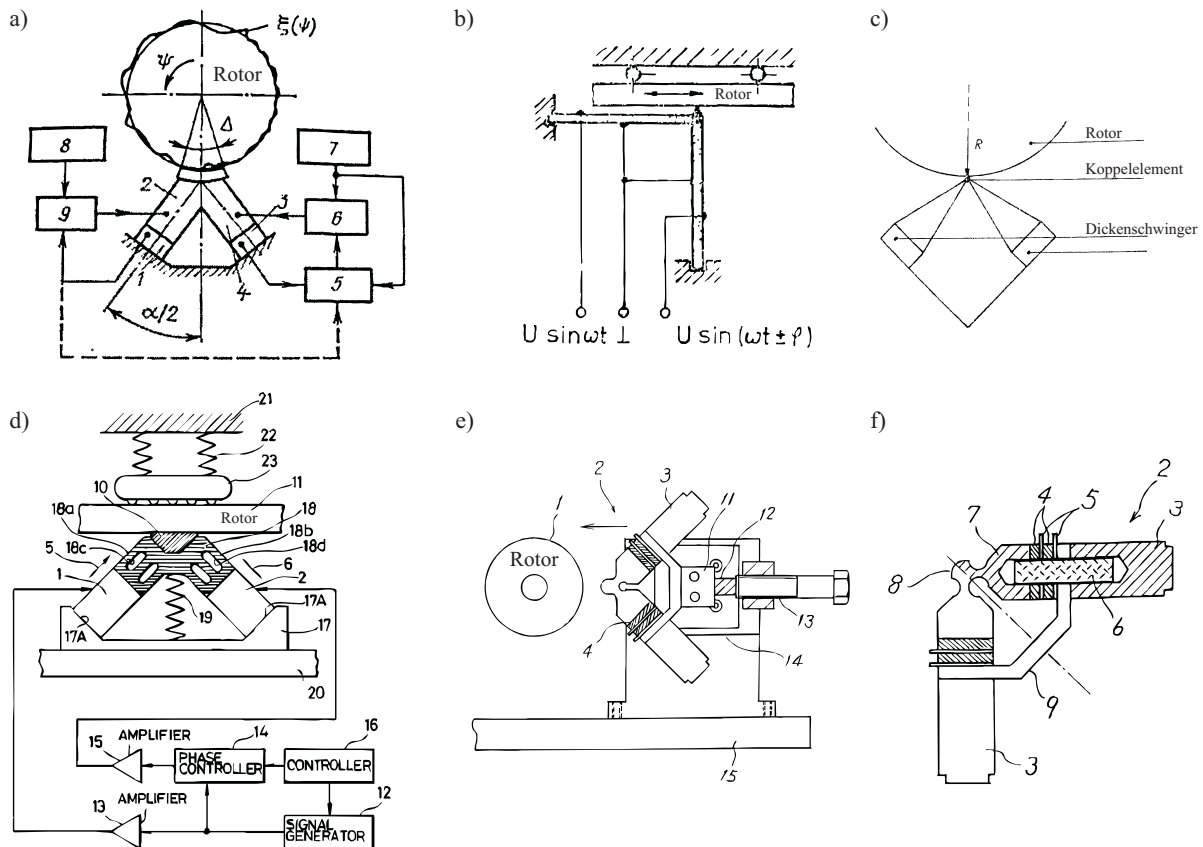 a)
ξ(ψ)
ψ
Rotor
Δ
8
7
2
3
9
6
1
4
5
α/2
b)
Rotor
U sinωt ⊥ U sin(ωt ± φ)
c)
R
Rotor
Koppelelement
Dickenschwinger
d)
21
22
23
10
11
18a
Rotor
18
18b
18c
18d
5
6
1
2
19
17A
17A
17
20
AMPLIFIER
15
14
16
PHASE CONTROLLER
CONTROLLER
AMPLIFIER
13
12
SIGNAL GENERATOR
e)
2
3
1
11
12
Rotor
13
4
14
15
f)
2
4
5
3
7
8
6
9
3